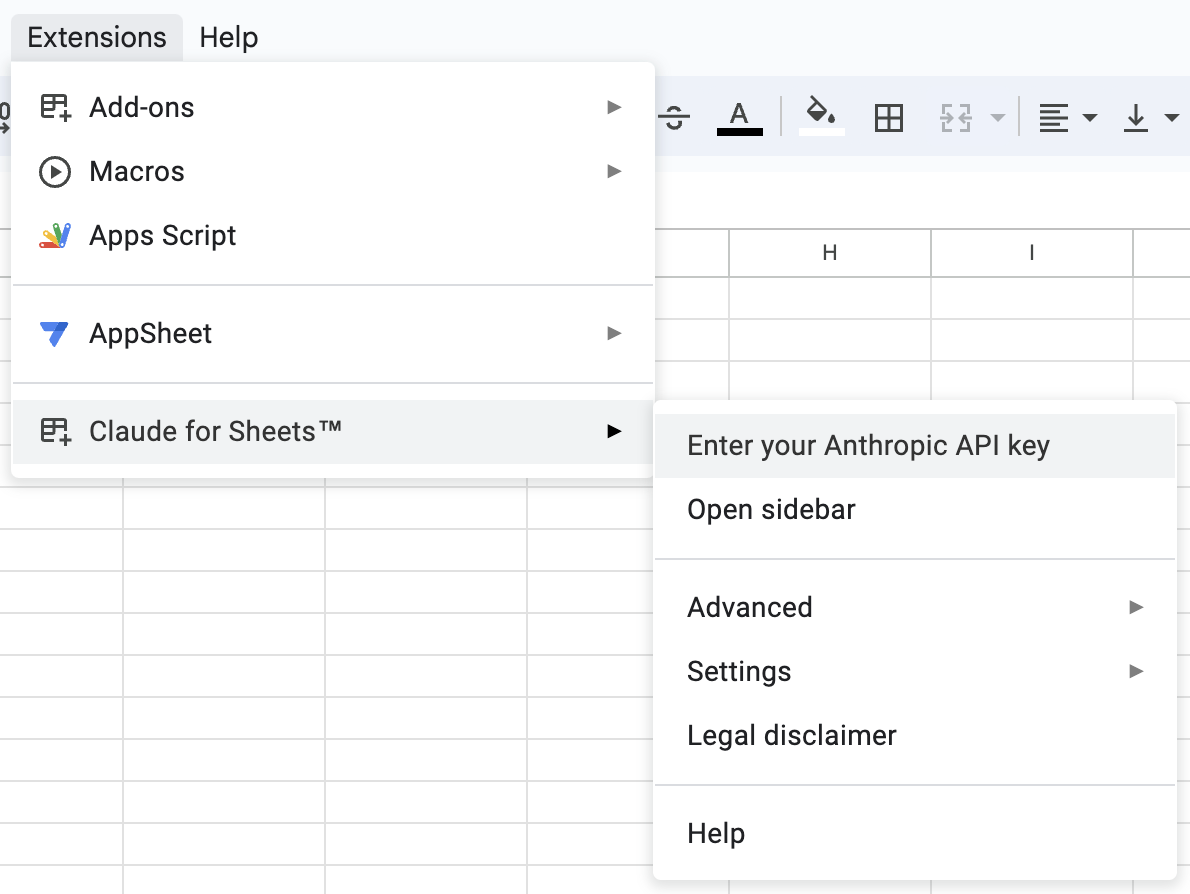 Extensions Help
Add-ons
Macros
Apps Script
AppSheet
Claude for Sheets™
A
H I
Enter your Anthropic API key
Open sidebar
Advanced
Settings
Legal disclaimer
Help